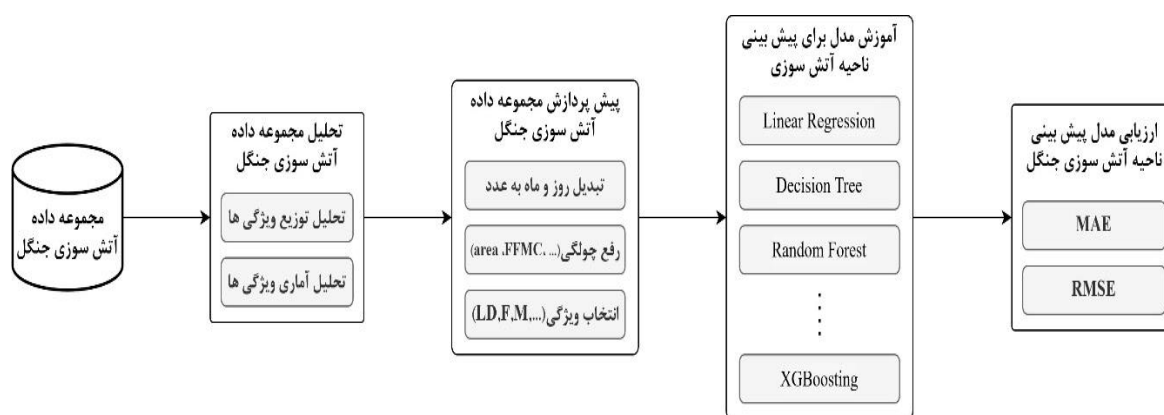 مجموعه داده
آتش سوزی جنگل
تحلیل مجموعه داده
آتش سوزی جنگل
تحلیل توزیع ویژگی ها
تحلیل آماری ویژگی ها
پیش پردازش مجموعه داده
آتش سوزی جنگل
تبدیل روز و ماه به عدد
رفع چولگی(area ،FFMC، ...)
انتخاب ویژگی(LD,F,M,...)
آموزش مدل برای پیش بینی
ناحیه آتش سوزی
Linear Regression
Decision Tree
Random Forest
XGBoosting
ارزیابی مدل پیش بینی
ناحیه آتش سوزی جنگل
MAE
RMSE